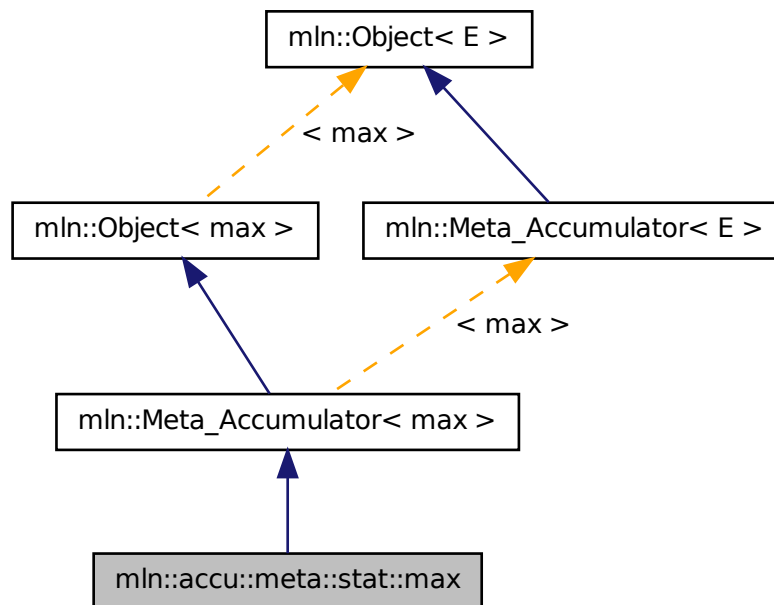 mln::Object< E >
< max >
mln::Object< max >
mln::Meta_Accumulator< E >
< max >
mln::Meta_Accumulator< max >
mln::accu::meta::stat::max